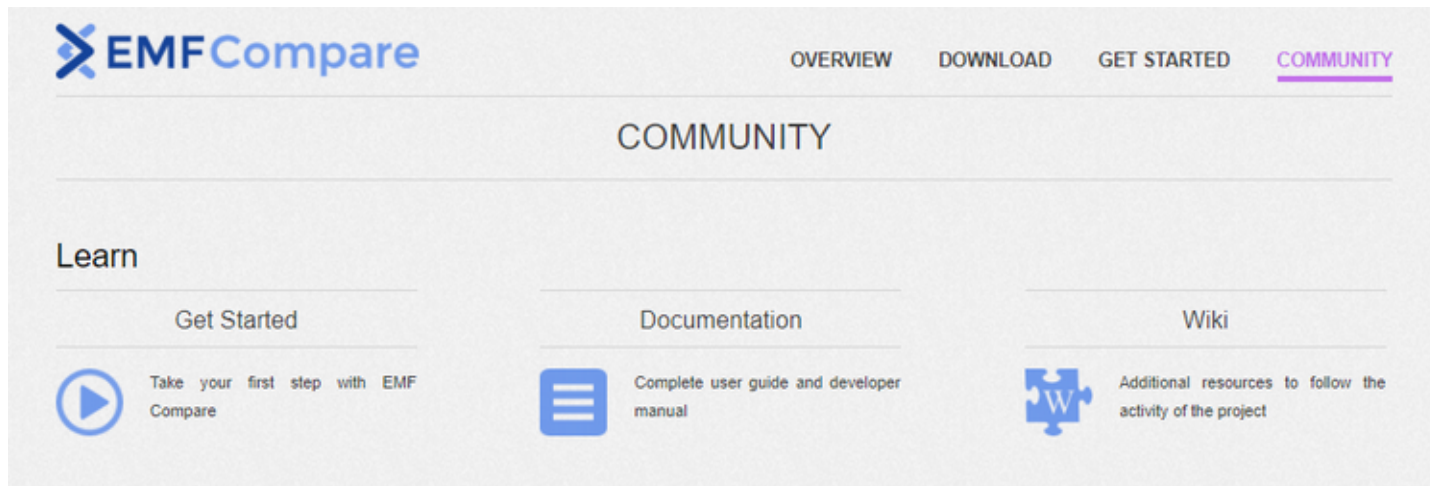 EMFCompare
OVERVIEW DOWNLOAD GET STARTED COMMUNITY
COMMUNITY
Learn
Get Started
Take your first step with EMF
Compare
Documentation
Complete user guide and developer
manual
Wiki
W
Additional resources to follow the
activity of the project